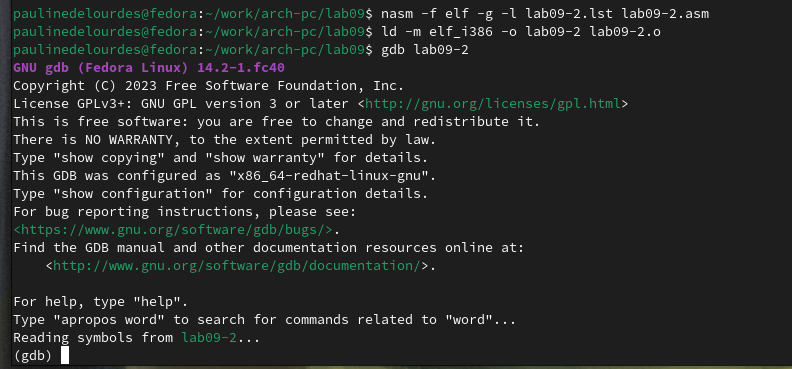 paulinedelourdes@fedora:~/work/arch-pc/lab09$ nasm -f elf -g -l lab09-2.lst lab09-2.asm
paulinedelourdes@fedora:~/work/arch-pc/lab09$ ld -m elf_i386 -o lab09-2 lab09-2.o
paulinedelourdes@fedora:~/work/arch-pc/lab09$ gdb lab09-2
GNU gdb (Fedora Linux) 14.2-1.fc40
Copyright (C) 2023 Free Software Foundation, Inc.
License GPLv3+: GNU GPL version 3 or later <http://gnu.org/licenses/gpl.html>
This is free software: you are free to change and redistribute it.
There is NO WARRANTY, to the extent permitted by law.
Type "show copying" and "show warranty" for details.
This GDB was configured as "x86_64-redhat-linux-gnu".
Type "show configuration" for configuration details.
For bug reporting instructions, please see:
<https://www.gnu.org/software/gdb/bugs/>.
Find the GDB manual and other documentation resources online at:
    <http://www.gnu.org/software/gdb/documentation/>.

For help, type "help".
Type "apropos word" to search for commands related to "word"...
Reading symbols from lab09-2...
(gdb)